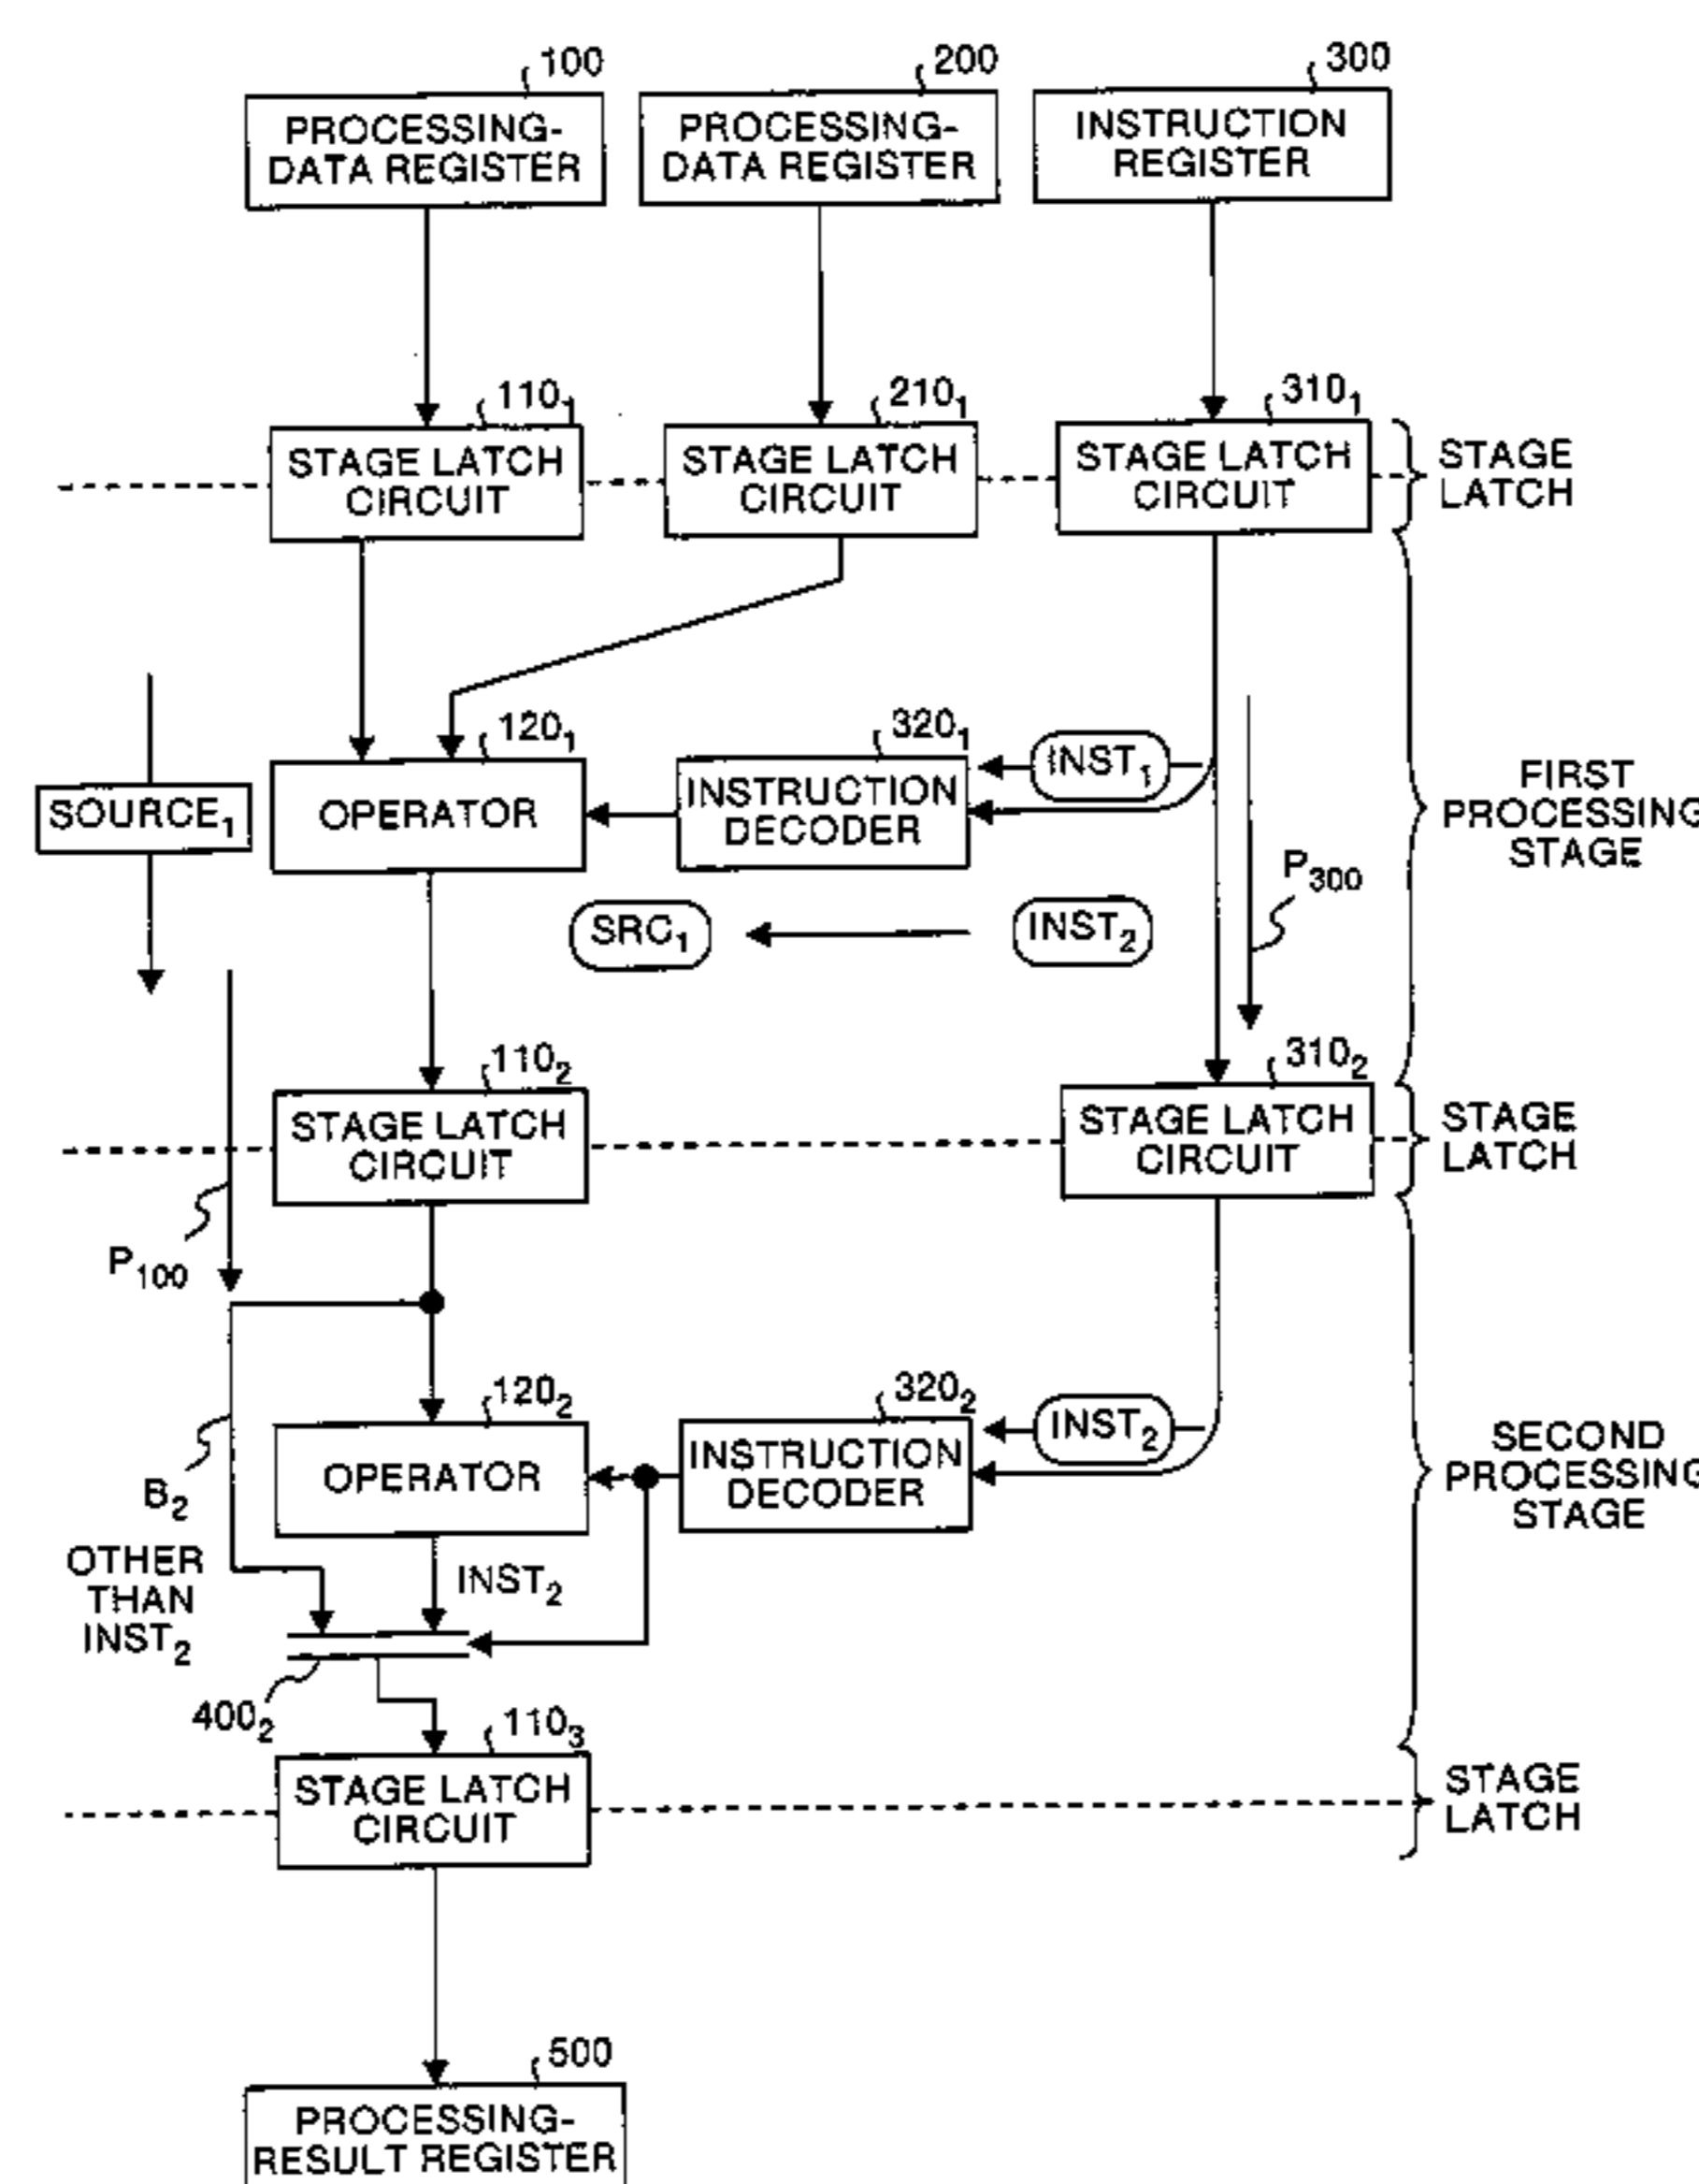 100
200
300
PROCESSING-
DATA REGISTER
PROCESSING-
DATA REGISTER
INSTRUCTION
REGISTER
110₁
210₁
310₁
STAGE LATCH
CIRCUIT
STAGE LATCH
CIRCUIT
STAGE LATCH
CIRCUIT
STAGE
LATCH
120₁
320₁
INST₁
SOURCE₁
OPERATOR
INSTRUCTION
DECODER
FIRST
PROCESSING
STAGE
P₃₀₀
SRC₁
INST₂
110₂
310₂
STAGE LATCH
CIRCUIT
STAGE LATCH
CIRCUIT
STAGE
LATCH
P₁₀₀
120₂
320₂
INST₂
OPERATOR
INSTRUCTION
DECODER
SECOND
PROCESSING
STAGE
B₂
OTHER
THAN
INST₂
INST₂
400₂
110₃
STAGE LATCH
CIRCUIT
STAGE
LATCH
500
PROCESSING-
RESULT REGISTER